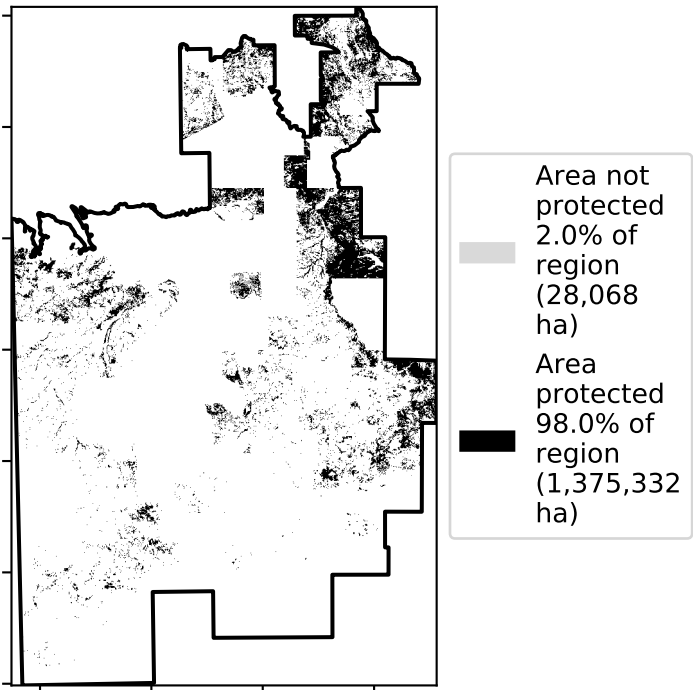 Area not
protected
2.0% of
region
(28,068
ha)
Area
protected
98.0% of
region
(1,375,332
ha)